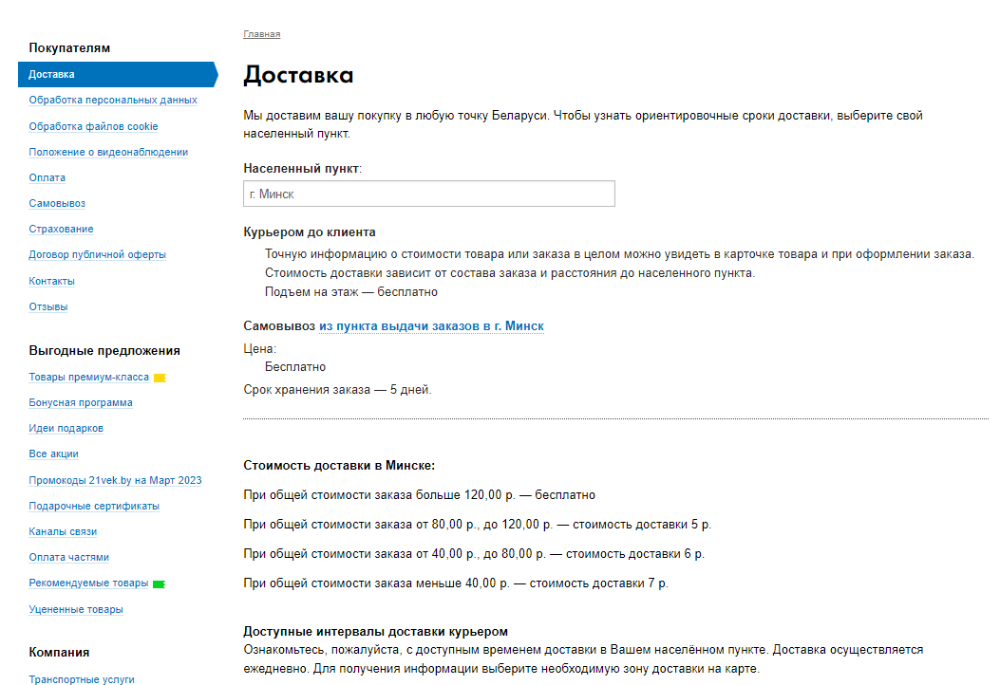 Покупателям
Доставка
Обработка персональных данных
Обработка файлов cookie
Положение о видеонаблюдении
Оплата
Самовывоз
Страхование
Договор публичной оферты
Контакты
Отзывы
Выгодные предложения
Товары премиум-класса
Бонусная программа
Идеи подарков
Все акции
Промокоды 21vek.by на Март 2023
Подарочные сертификаты
Каналы связи
Оплата частями
Рекомендуемые товары
Уцененные товары
Компания
Транспортные услуги
Главная
Доставка
Мы доставим вашу покупку в любую точку Беларуси. Чтобы узнать ориентировочные сроки доставки, выберите свой
населенный пункт.
Населенный пункт:
г. Минск
Курьером до клиента
Точную информацию о стоимости товара или заказа в целом можно увидеть в карточке товара и при оформлении заказа.
Стоимость доставки зависит от состава заказа и расстояния до населенного пункта.
Подъем на этаж — бесплатно
Самовывоз из пункта выдачи заказов в г. Минск
Цена:
Бесплатно
Срок хранения заказа — 5 дней.
Стоимость доставки в Минске:
При общей стоимости заказа больше 120,00 р. — бесплатно
При общей стоимости заказа от 80,00 р., до 120,00 р. — стоимость доставки 5 р.
При общей стоимости заказа от 40,00 р., до 80,00 р. — стоимость доставки 6 р.
При общей стоимости заказа меньше 40,00 р. — стоимость доставки 7 р.
Доступные интервалы доставки курьером
Ознакомьтесь, пожалуйста, с доступным временем доставки в Вашем населённом пункте. Доставка осуществляется
ежедневно. Для получения информации выберите необходимую зону доставки на карте.